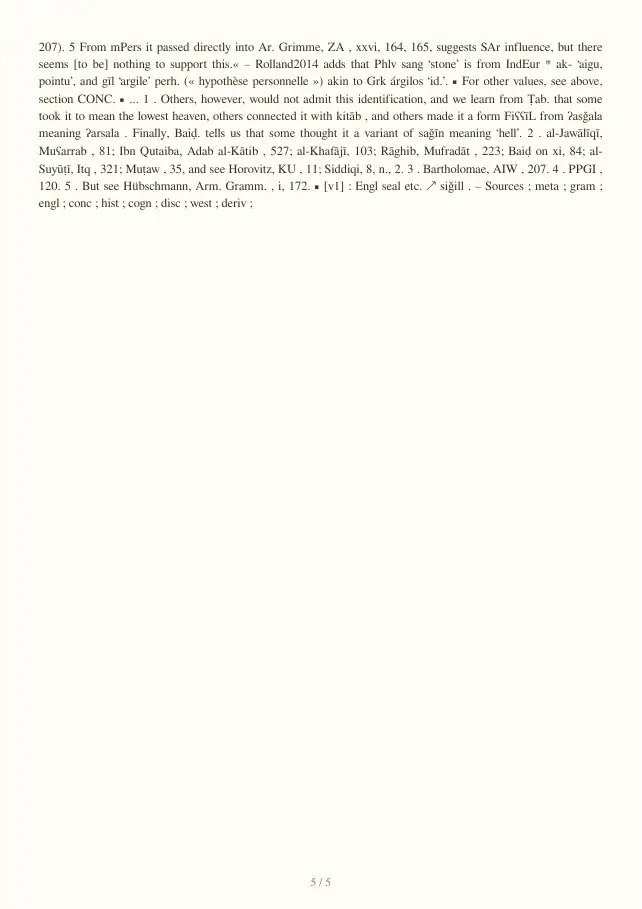 207). 5 From mPers it passed directly into Ar. Grimme, ZA , xxvi, 164, 165, suggests SAr influence, but there
seems [to be] nothing to support this.« – Rolland2014 adds that Phlv sang ‘stone’ is from IndEur * ak- ‘aigu,
pointu’, and gīl ‘argile’ perh. (« hypothèse personnelle ») akin to Grk árgilos ‘id.’. ▪ For other values, see above,
section CONC. ▪ ... 1 . Others, however, would not admit this identification, and we learn from Ṭab. that some
took it to mean the lowest heaven, others connected it with kitāb , and others made it a form FiʕʕīL from ʔasǧala
meaning ʔarsala . Finally, Baiḍ. tells us that some thought it a variant of saǧīn meaning ‘hell’. 2 . al-Jawālīqī,
Muʕarrab , 81; Ibn Qutaiba, Adab al-Kātib , 527; al-Khafājī, 103; Rāghib, Mufradāt , 223; Baiḍ on xi, 84; al-
Suyūṭī, Itq , 321; Muṭaw , 35, and see Horovitz, KU , 11; Siddiqi, 8, n., 2. 3 . Bartholomae, AIW , 207. 4 . PPGI ,
120. 5 . But see Hübschmann, Arm. Gramm. , i, 172. ▪ [v1] : Engl seal etc. ↗ siǧill . – Sources ; meta ; gram ;
engl ; conc ; hist ; cogn ; disc ; west ; deriv ;
5 / 5